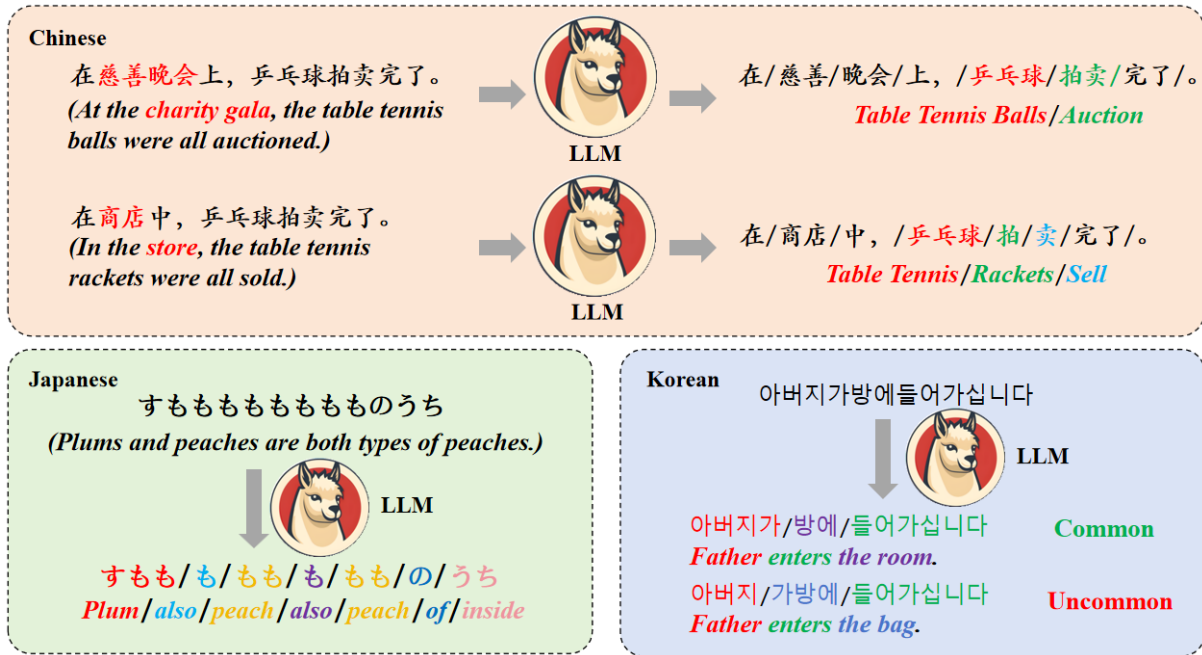 Chinese
在慈善晚会上，乒乓球拍卖完了。
(At the charity gala, the table tennis
balls were all auctioned.)
LLM
在/慈善/晚会/上，/乒乓球/拍卖/完了/。
Table Tennis Balls/Auction
在商店中，乒乓球拍卖完了。
(In the store, the table tennis
rackets were all sold.)
LLM
在/商店/中，/乒乓球/拍/卖/完了/。
Table Tennis/Rackets/Sell
Japanese
すもももももももものうち
(Plums and peaches are both types of peaches.)
LLM
すもも/も/もも/も/もも/の/うち
Plum/also/peach/also/peach/of/inside
Korean
아버지가방에들어가십니다
LLM
아버지가/방에/들어가십니다
Common
Father enters the room.
아버지/가방에/들어가십니다
Uncommon
Father enters the bag.